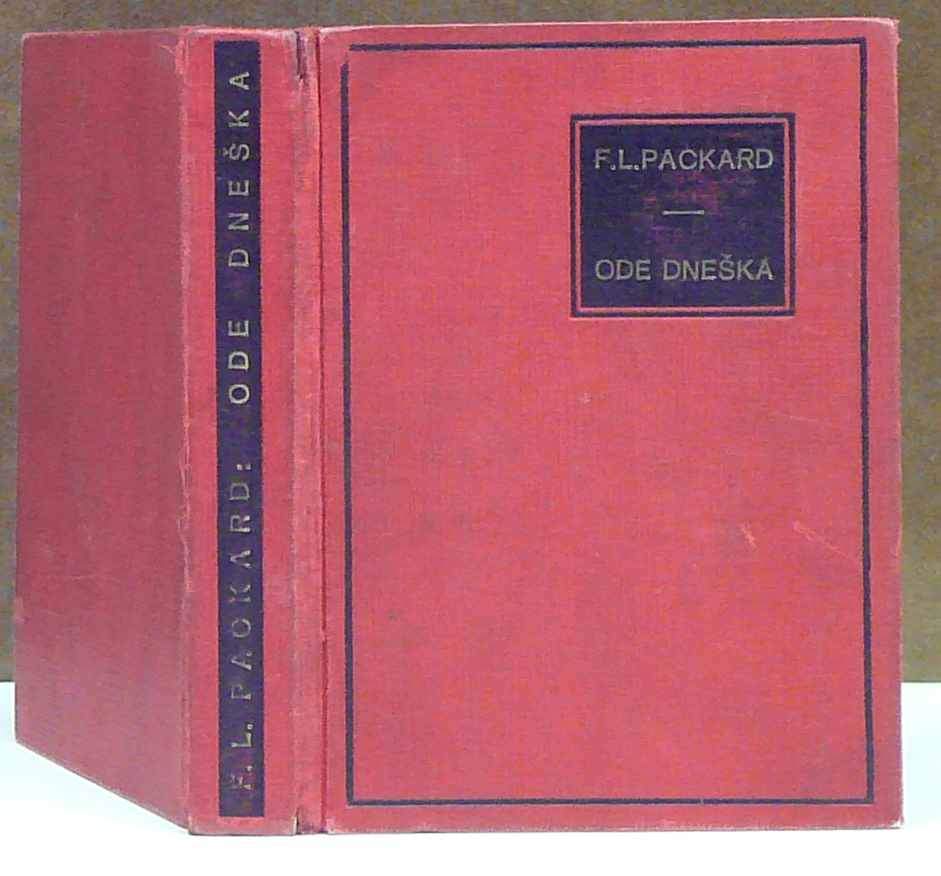 F. L. PACKARD: ODE DNEŠKA
F.L.PACKARD
—
ODE DNEŠKA